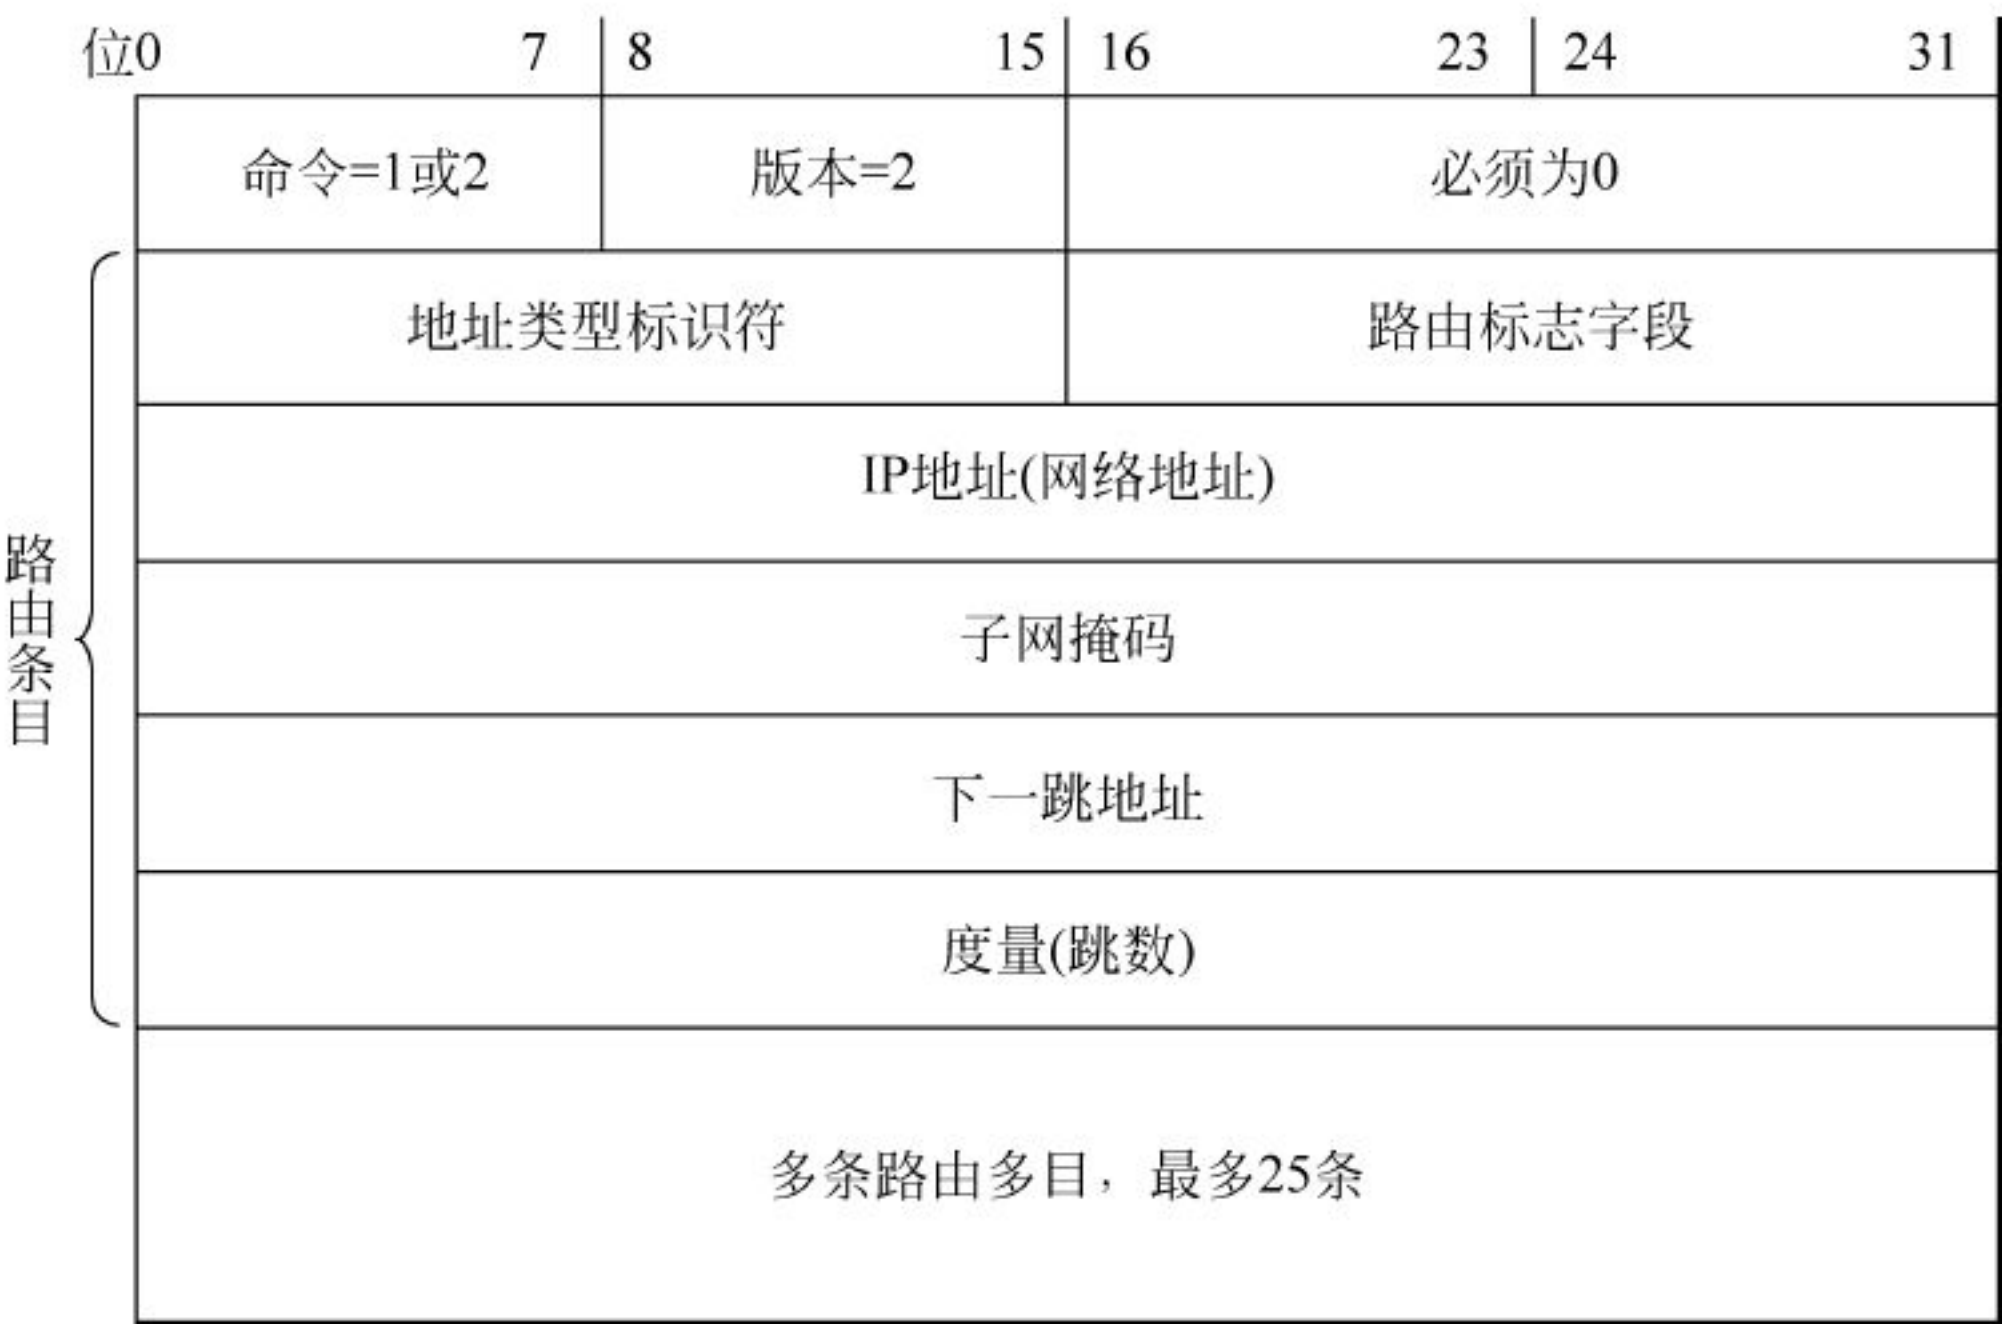 位0 7 8 15 16 23 24 31
命令=1或2 版本=2 必须为0
地址类型标识符 路由标志字段
IP地址(网络地址)
子网掩码
下一跳地址
度量(跳数)
路由条目
多条路由多目，最多25条